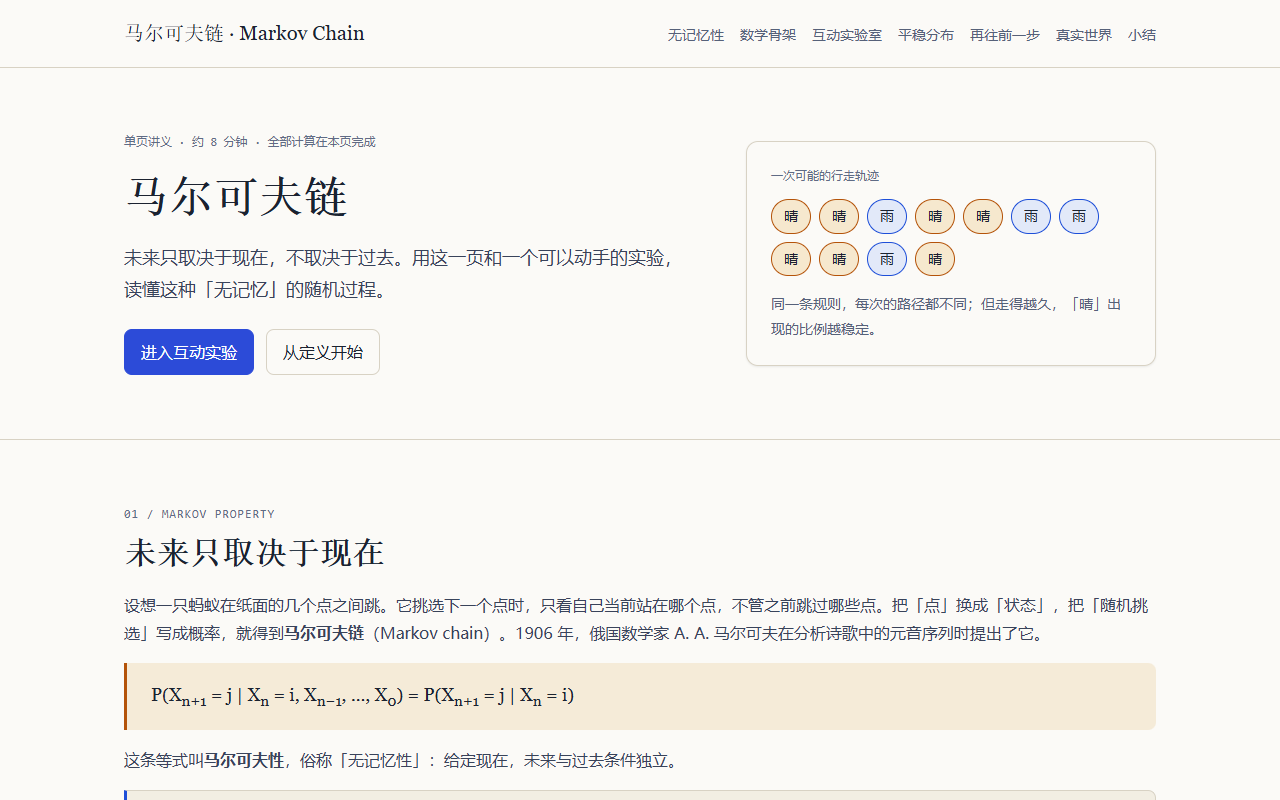 马尔可夫链 · Markov Chain
无记忆性 数学骨架 互动实验室 平稳分布 再往前一步 真实世界 小结
单页讲义 · 约 8 分钟 · 全部计算在本页完成
马尔可夫链
未来只取决于现在，不取决于过去。用这一页和一个可以动手的实验，
读懂这种「无记忆」的随机过程。
进入互动实验 从定义开始
一次可能的行走轨迹
晴 晴 雨 晴 晴 雨 雨
晴 晴 雨 晴
同一条规则，每次的路径都不同；但走得越久，「晴」出
现的比例越稳定。
01 / MARKOV PROPERTY
未来只取决于现在
设想一只蚂蚁在纸面的几个点之间跳。它挑选下一个点时，只看自己当前站在哪个点，不管之前跳过哪些点。把「点」换成「状态」，把「随机挑
选」写成概率，就得到马尔可夫链（Markov chain）。1906 年，俄国数学家 A. A. 马尔可夫在分析诗歌中的元音序列时提出了它。
P(Xₙ₊₁ = j | Xₙ = i, Xₙ₋₁, …, X₀) = P(Xₙ₊₁ = j | Xₙ = i)
这条等式叫马尔可夫性，俗称「无记忆性」：给定现在，未来与过去条件独立。